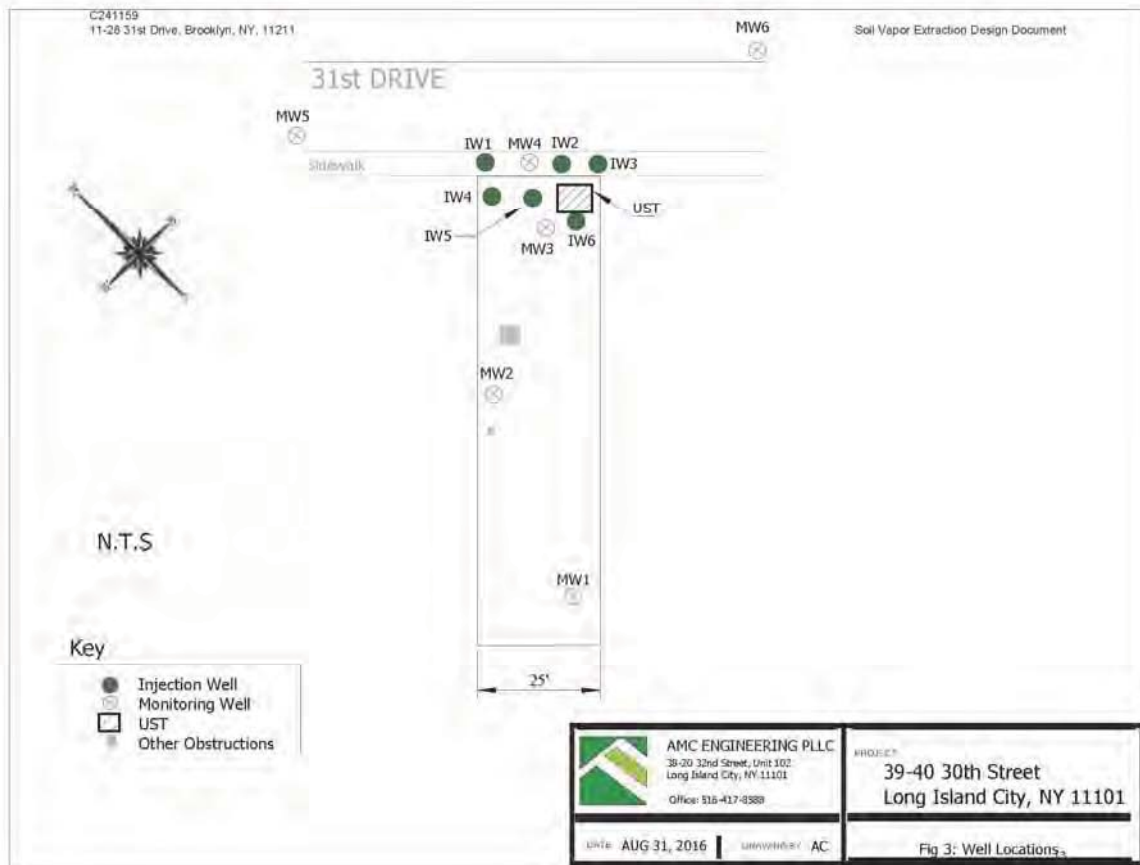 C241159
11-28 31st Drive, Brooklyn, NY, 11211
Soil Vapor Extraction Design Document
MW6
31st DRIVE
MW5
IW1 MW4 IW2
IW3
Sidewalk
IW4
UST
IW5
IW6
MW3
MW2
MW1
N.T.S
25'
Key
Injection Well
Monitoring Well
UST
Other Obstructions
AMC ENGINEERING PLLC
38-20 32nd Street, Unit 102
Long Island City, NY 11101
Office: 516-417-8588
PROJECT
39-40 30th Street
Long Island City, NY 11101
DATE AUG 31, 2016
DRAWING BY AC
Fig 3: Well Locations